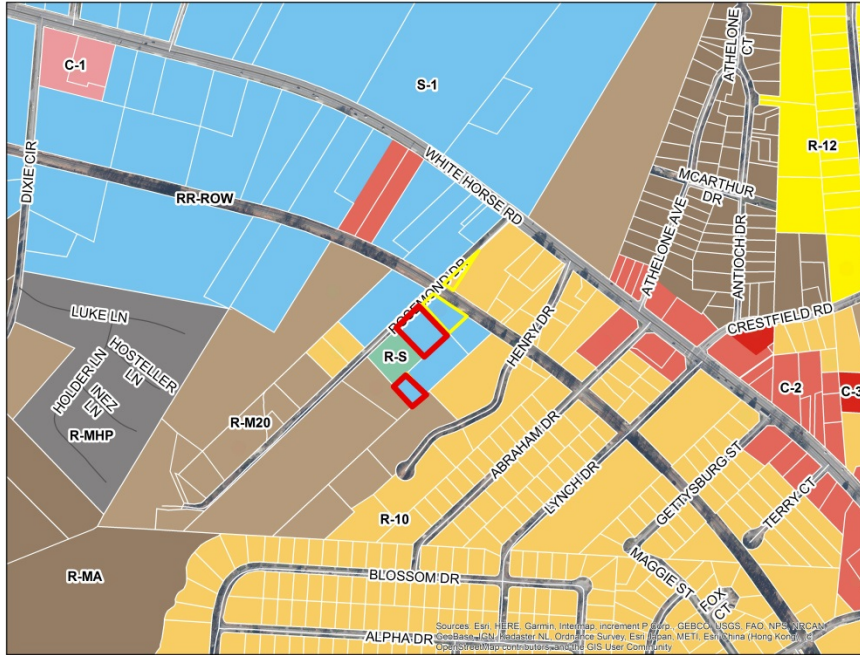 C-1
S-1
ATHELONE
CT
R-12
DIXIE CIR
RR-ROW
WHITE HORSE RD
MCARTHUR
DR
ATHELONE AVE
ANTIOCH DR
ROSEMOND DR
LUKE LN
HOSTELLER
LN
HOLDER LN
INEZ
LN
R-MHP
R-S
HENRY DR
CRESTFIELD RD
R-M20
C-2
C-3
ABRAHAM DR
LYNCH DR
GETTYSBURG ST
TERRY CT
R-10
R-MA
BLOSSOM DR
MAGGIE ST
FOX
CT
ALPHA DR
Sources: Esri, HERE, Garmin, Intermap, increment P Corp., GEBCO, USGS, FAO, NPS, NRCAN,
GeoBase, IGN, Kadaster NL, Ordnance Survey, Esri Japan, METI, Esri China (Hong Kong), (c)
OpenStreetMap contributors, and the GIS User Community